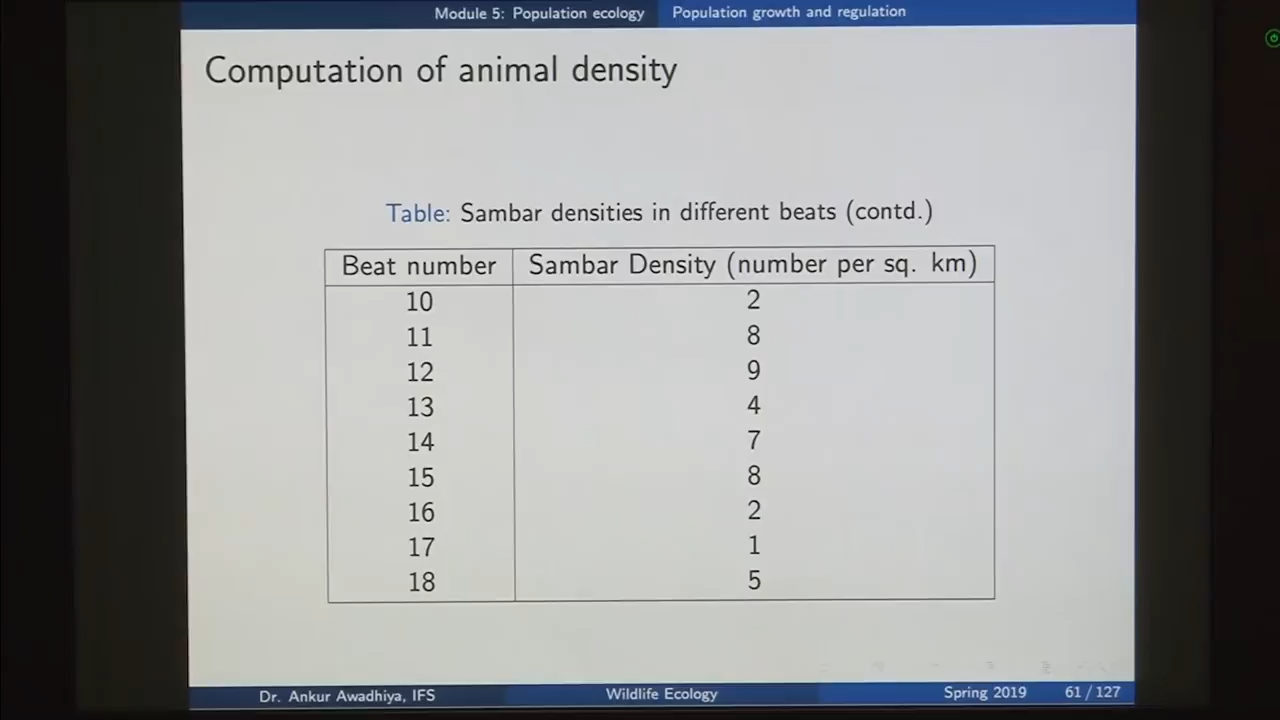 Module 5: Population ecology Population growth and regulation
Computation of animal density
Table: Sambar densities in different beats (contd.)
Beat number Sambar Density (number per sq. km)
10 2
11 8
12 9
13 4
14 7
15 8
16 2
17 1
18 5
Dr. Ankur Awadhiya, IFS Wildlife Ecology Spring 2019 61 / 127